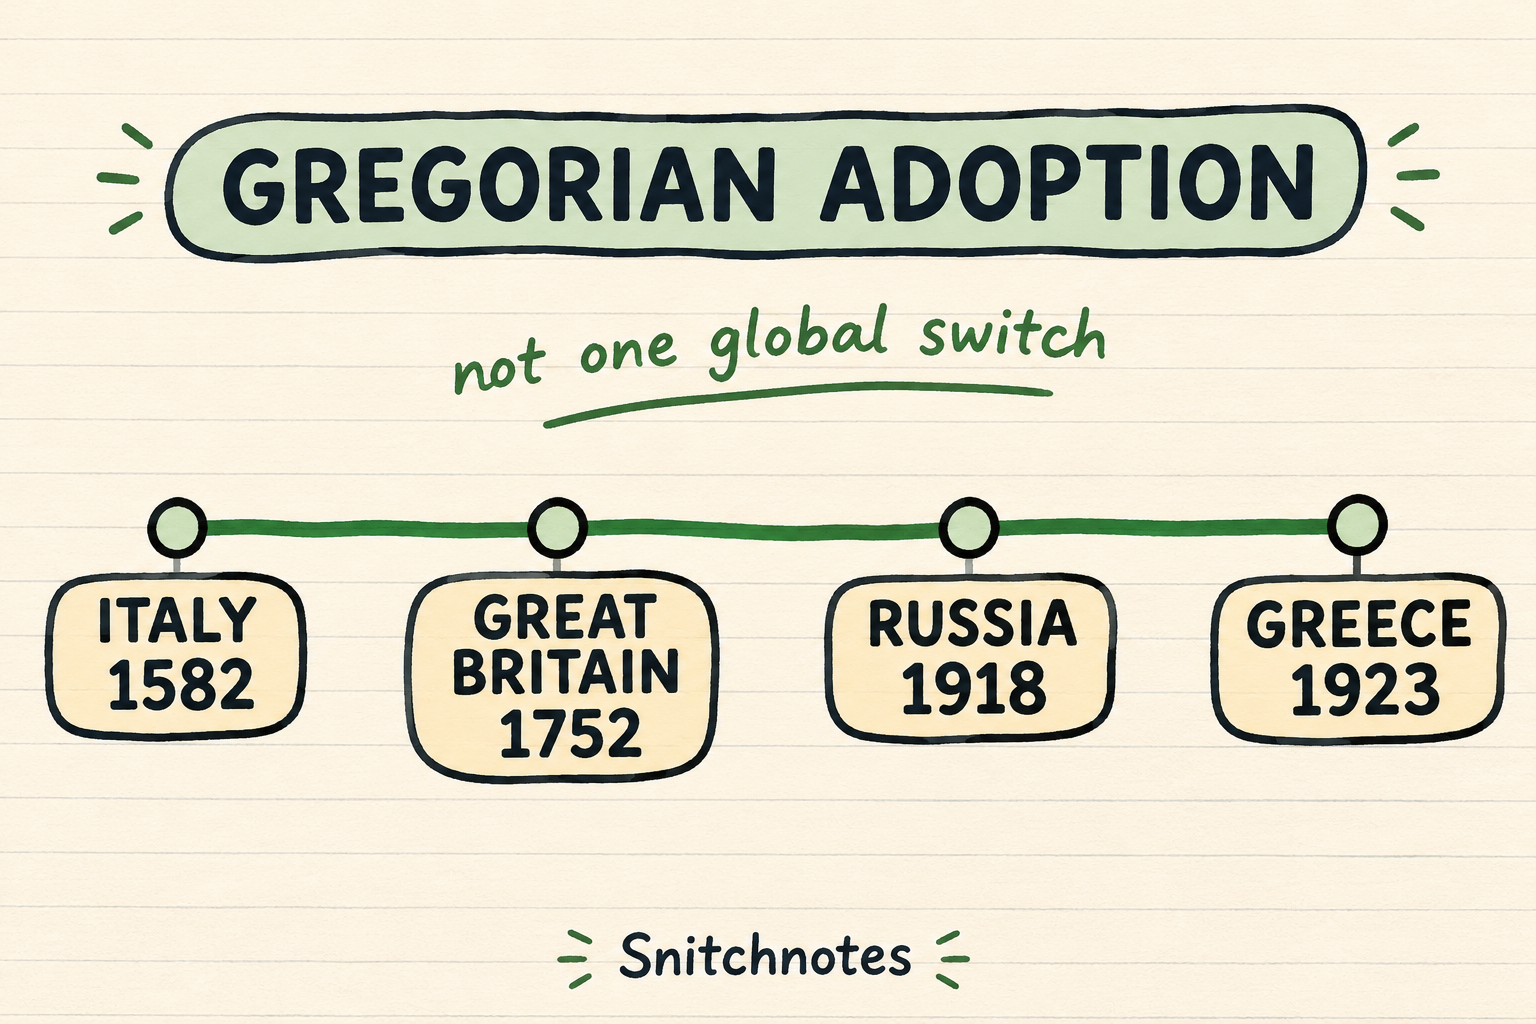 GREGORIAN ADOPTION
not one global switch
ITALY
1582
GREAT
BRITAIN
1752
RUSSIA
1918
GREECE
1923
Snitchnotes